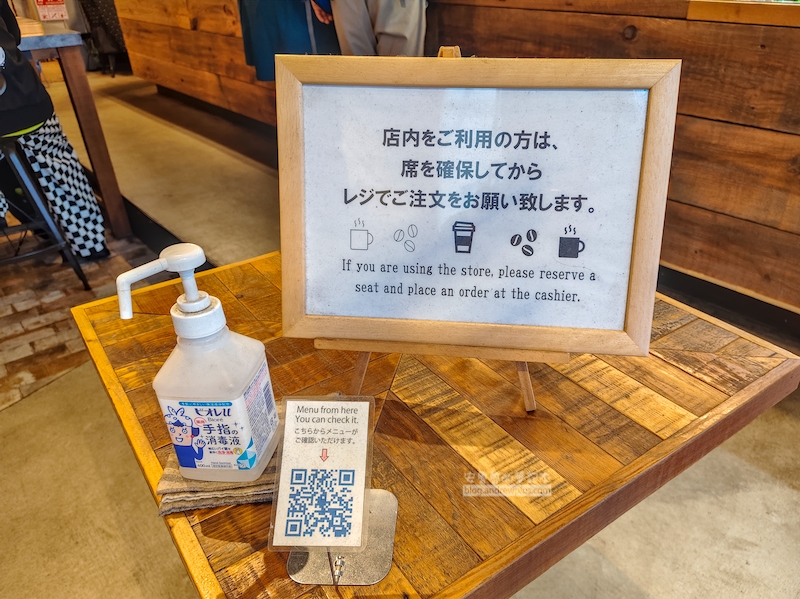 店内をご利用の方は、
席を確保してから
レジでご注文をお願い致します。
If you are using the store, please reserve a
seat and place an order at the cashier.
ビオレu
Biore
手指の
消毒液
Menu from here
You can check it.
こちらからメニューが
ご確認いただけます。